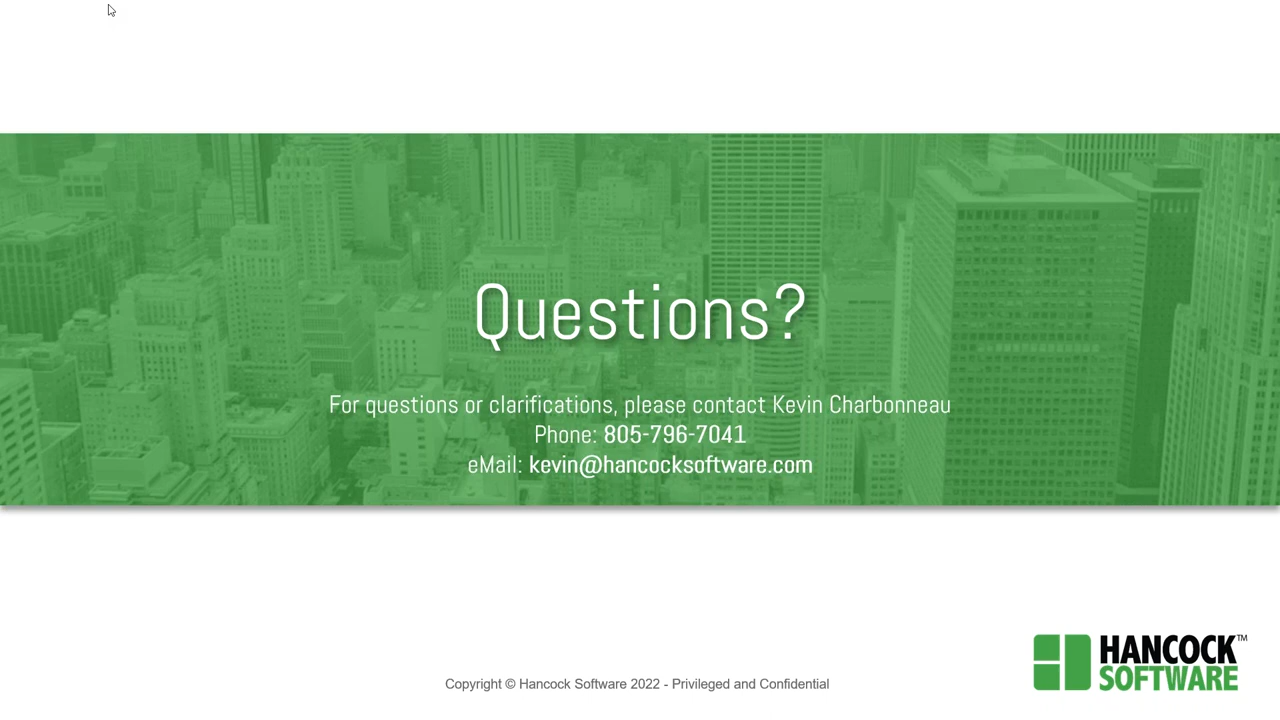 Questions?
For questions or clarifications, please contact Kevin Charbonneau
Phone: 805-796-7041
eMail: kevin@hancocksoftware.com
HANCOCK™
SOFTWARE
Copyright © Hancock Software 2022 - Privileged and Confidential